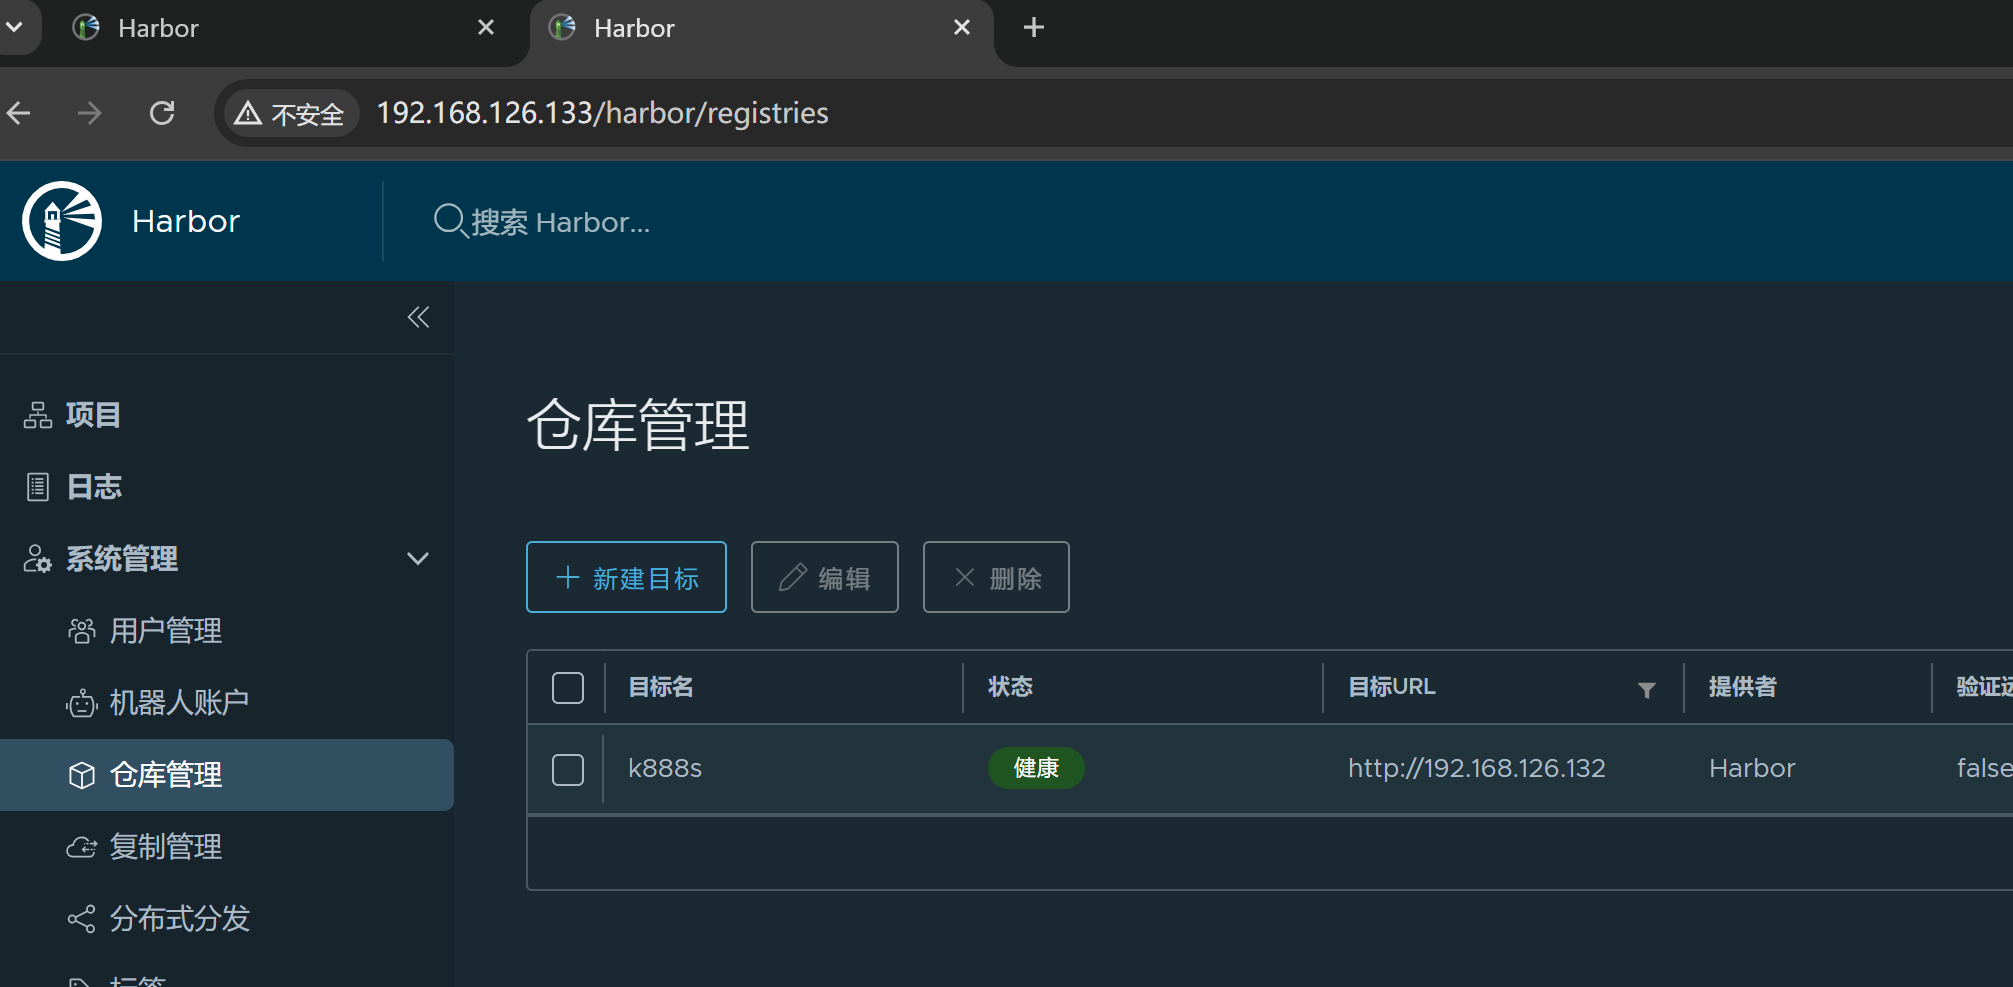 Harbor
Harbor
不安全
192.168.126.133/harbor/registries
Harbor
搜索 Harbor...
项目
日志
系统管理
用户管理
机器人账户
仓库管理
复制管理
分布式分发
标签
仓库管理
新建目标
编辑
删除
目标名 状态 目标URL 提供者 验证远
k888s 健康 http://192.168.126.132 Harbor false